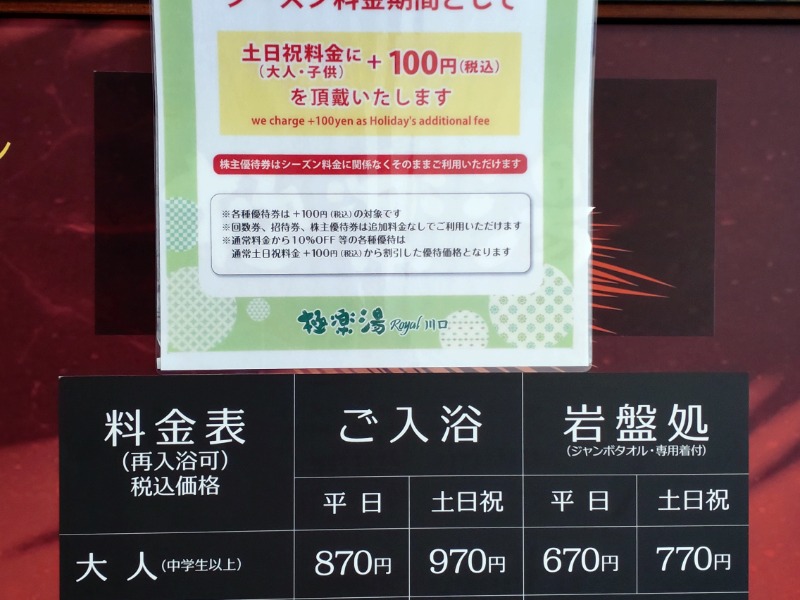 シーズン料金期間として
土日祝料金に
(大人・子供)
+100円(税込)
を頂戴いたします
we charge +100yen as Holiday's additional fee
株主優待券はシーズン料金に関係なくそのままご利用いただけます
※各種優待券は+100円(税込)の対象です
※回数券、招待券、株主優待券は追加料金なしでご利用いただけます
※通常料金から10%OFF 等の各種優待は
通常土日祝料金+100円(税込)から割引した優待価格となります
極楽湯 Royal 川口
料金表
(再入浴可)
税込価格
ご入浴
岩盤処
(ジャンボタオル・専用着付)
平日 土日祝 平日 土日祝
大人(中学生以上) 870円 970円 670円 770円